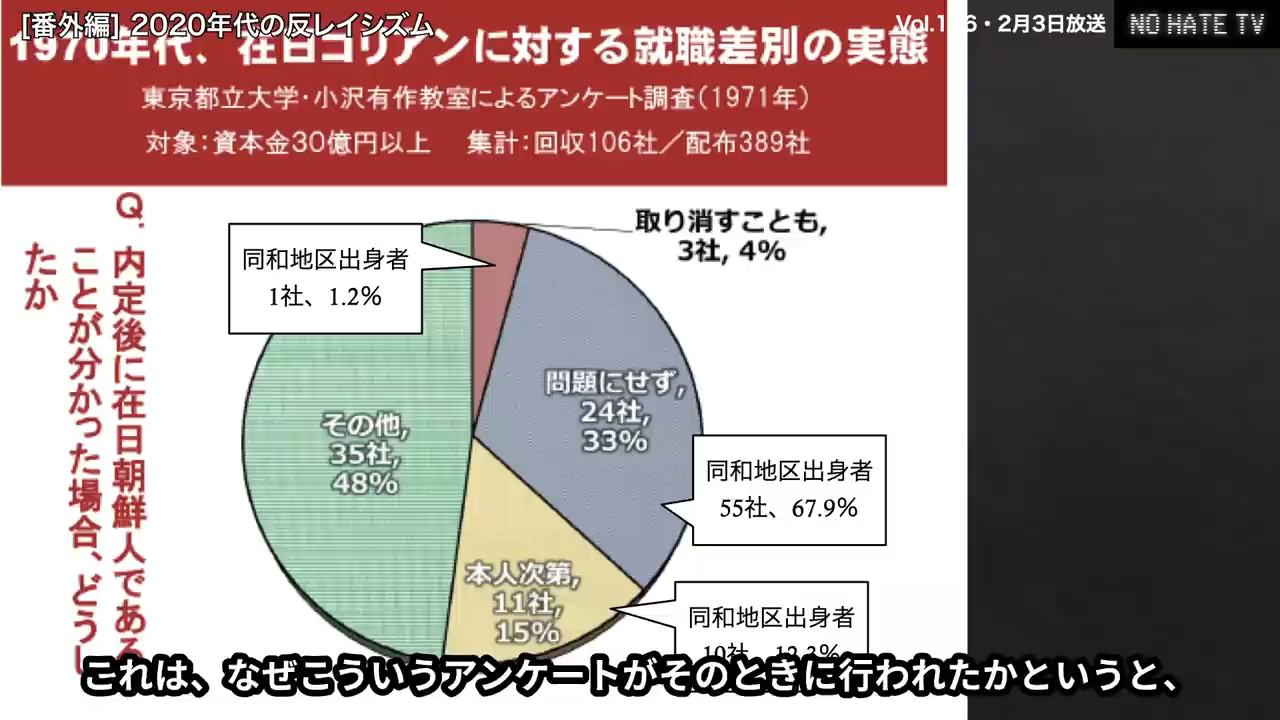 [番外編] 2020年代の反レイシズム
2月3日放送
NO HATE TV
1970年代、在日コリアンに対する就職差別の実態
東京都立大学・小沢有作教室によるアンケート調査(1971年)
対象:資本金30億円以上 集計:回収106社/配布389社
Q. 内定後に在日朝鮮人である
ことが分かった場合、どうし
たか
取り消すことも,
3社, 4%
同和地区出身者
1社、1.2%
問題にせず,
24社,
33%
同和地区出身者
55社、67.9%
その他,
35社,
48%
本人次第,
11社,
15%
同和地区出身者
10社、12.3%
これは、なぜこういうアンケートがそのときに行われたかというと、